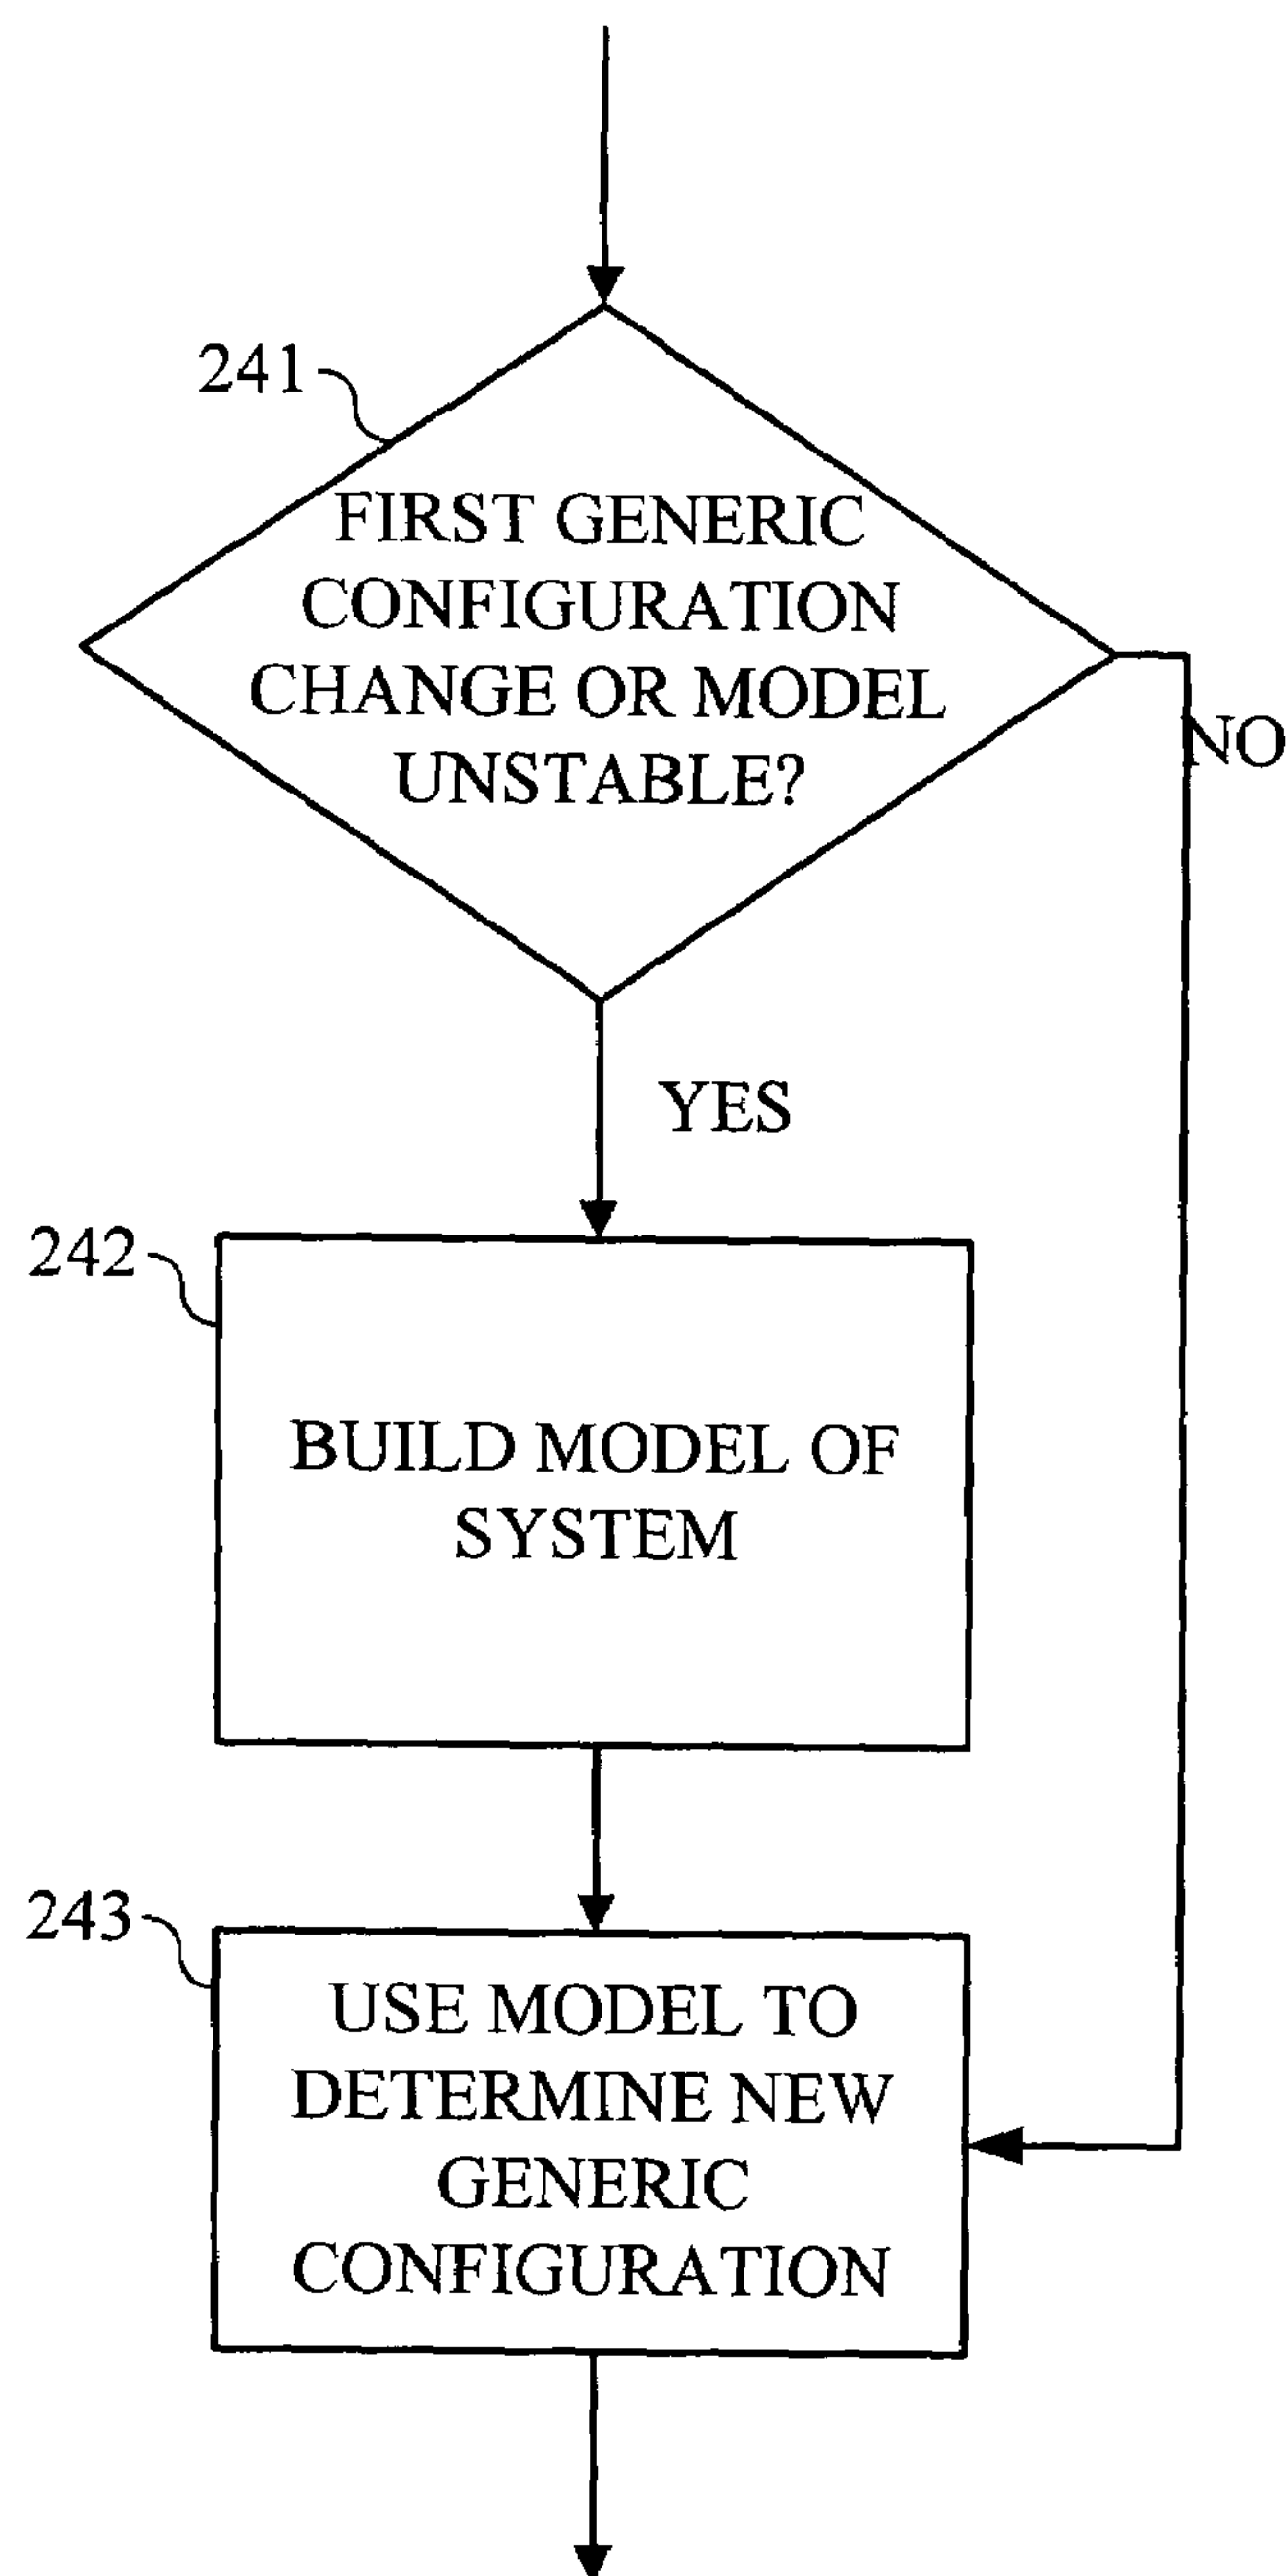 241
FIRST GENERIC
CONFIGURATION
CHANGE OR MODEL
UNSTABLE?
NO
YES
242
BUILD MODEL OF
SYSTEM
243
USE MODEL TO
DETERMINE NEW
GENERIC
CONFIGURATION